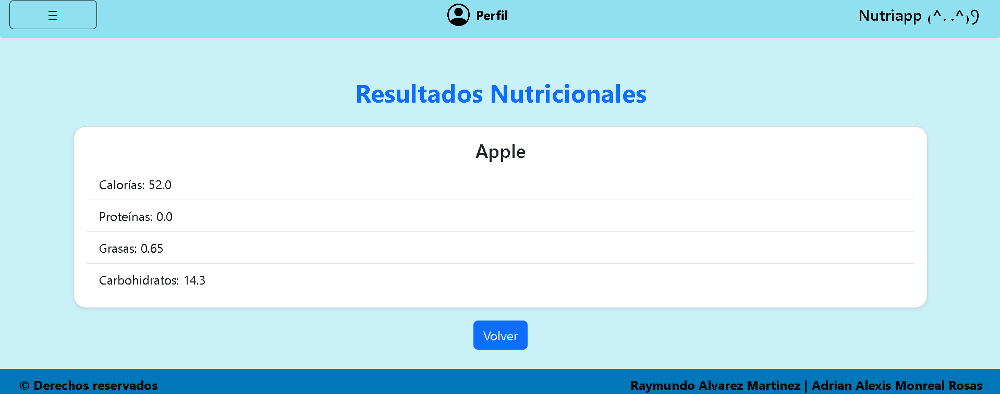 ☰
Perfil
Nutriapp ₍^. .^₎Ⳋ
Resultados Nutricionales
Apple
Calorías: 52.0
Proteínas: 0.0
Grasas: 0.65
Carbohidratos: 14.3
Volver
© Derechos reservados
Raymundo Alvarez Martinez | Adrian Alexis Monreal Rosas